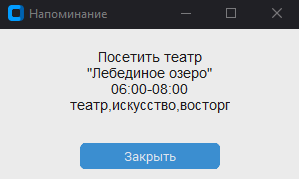 Напоминание
Посетить театр
"Лебединое озеро"
06:00-08:00
театр,искусство,восторг
Закрыть